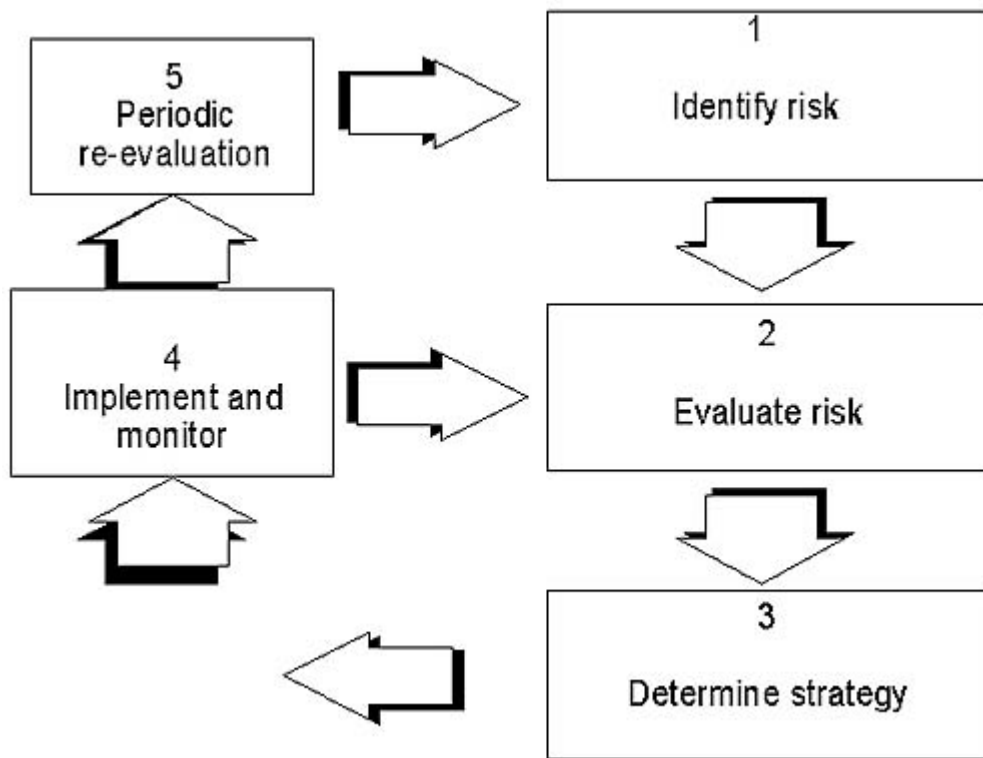 1
Identify risk
2
Evaluate risk
3
Determine strategy
4
Implement and
monitor
5
Periodic
re-evaluation